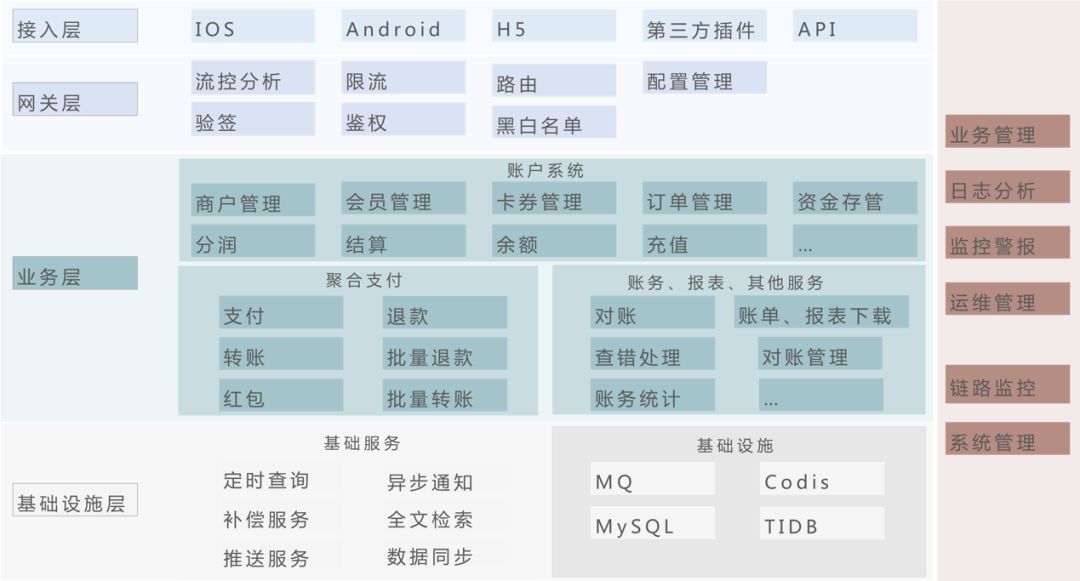 接入层
IOS
Android
H5
第三方插件
API
网关层
流控分析
限流
路由
配置管理
验签
鉴权
黑白名单
业务层
账户系统
商户管理
会员管理
卡券管理
订单管理
资金存管
分润
结算
余额
充值
...
聚合支付
支付
退款
转账
批量退款
红包
批量转账
账务、报表、其他服务
对账
账单、报表下载
查错处理
对账管理
账务统计
...
基础设施层
基础服务
定时查询
异步通知
补偿服务
全文检索
推送服务
数据同步
基础设施
MQ
Codis
MySQL
TIDB
业务管理
日志分析
监控警报
运维管理
链路监控
系统管理